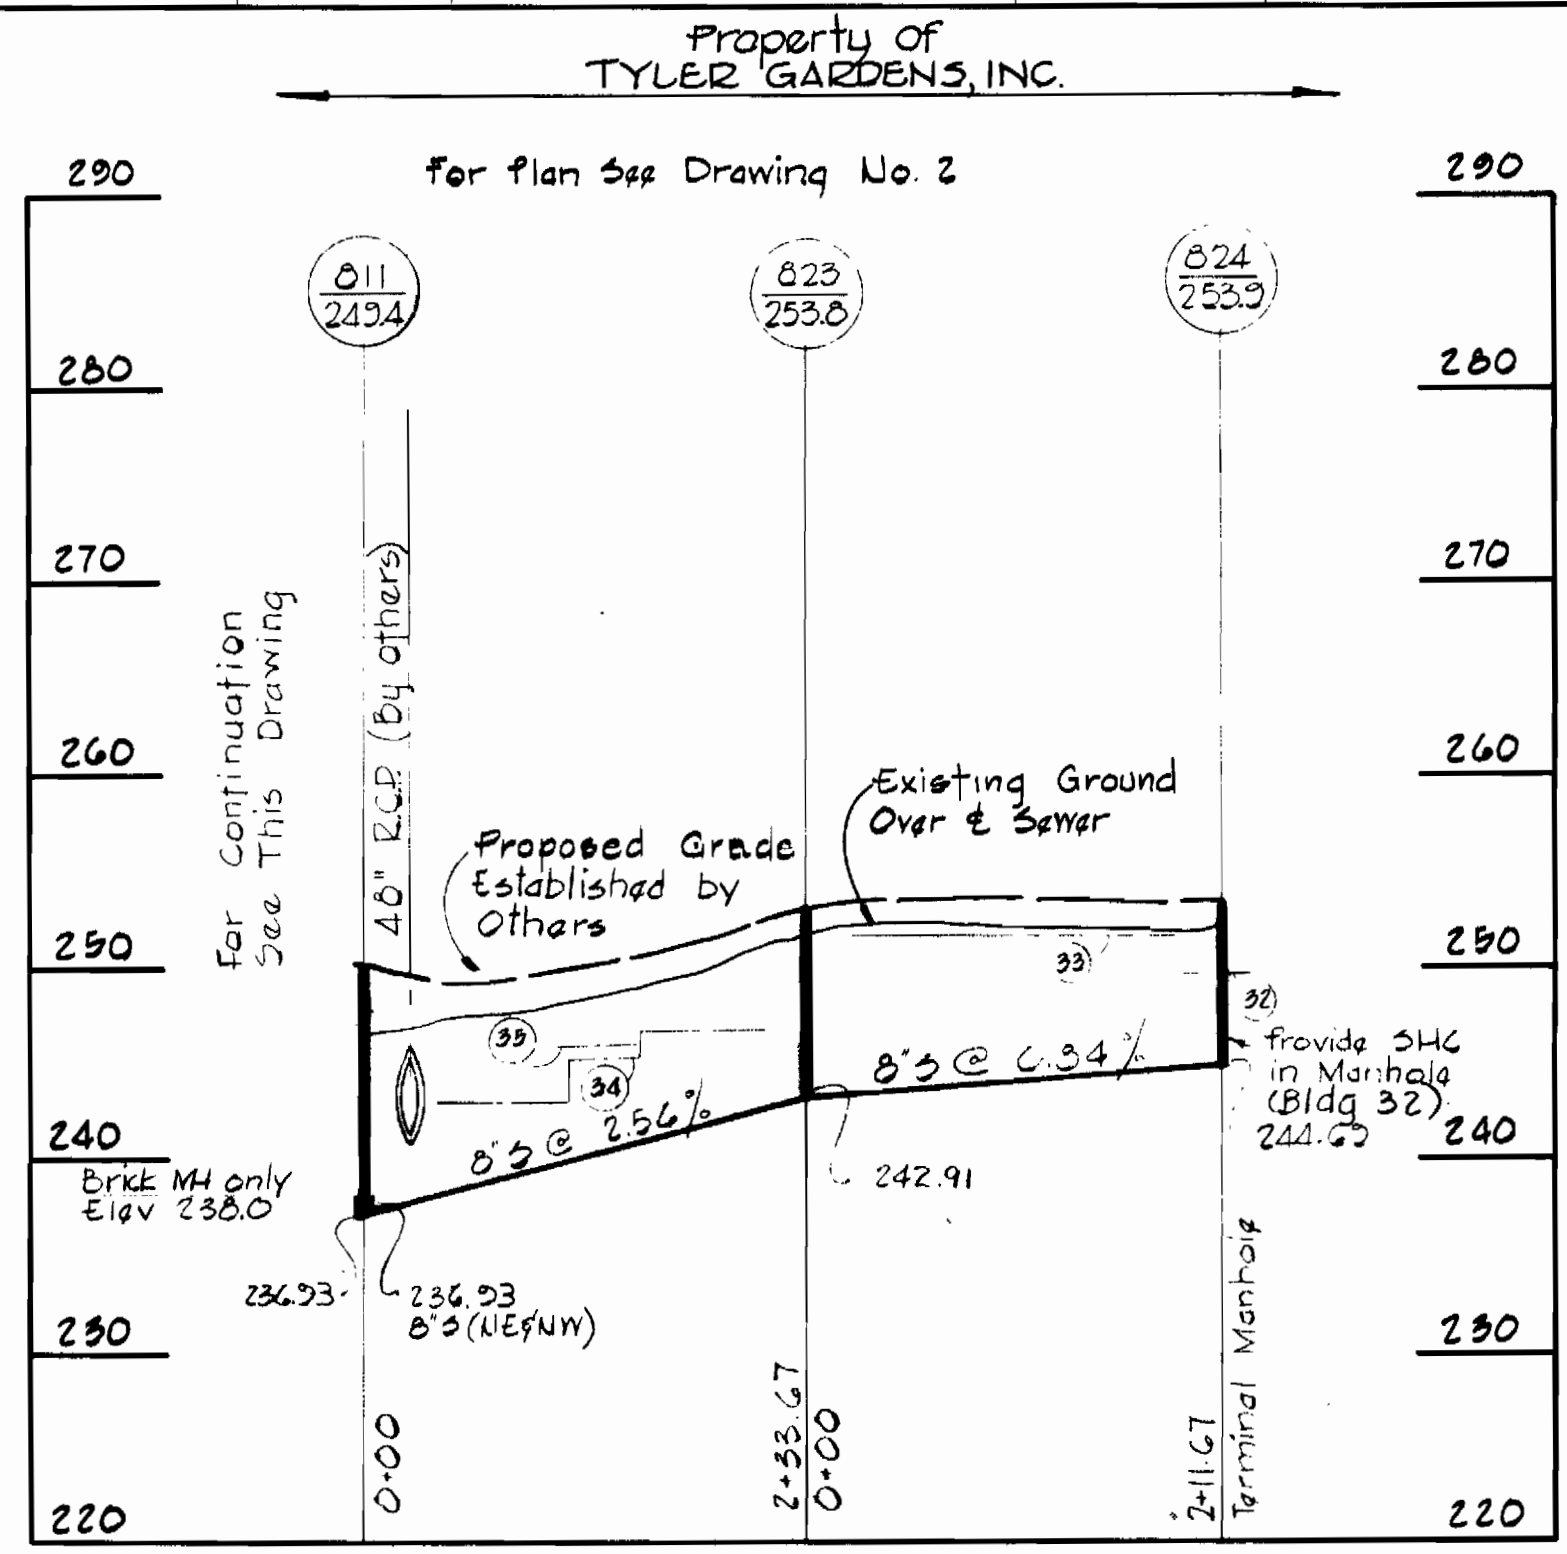 Property of
TYLER GARDENS, INC.
For Plan See Drawing No. 2
290
290
811
249.4
823
253.8
824
253.9
280
280
270
270
For Continuation
See This Drawing
48" R.C.P. (By others)
260
260
Existing Ground
Over ℄ Sewer
Proposed Grade
Established by
Others
250
250
33
32
35
34
8"S @ 2.56%
8"S @ 0.84%
Provide SHC
in Manhole
(Bldg 32)
244.69
240
240
Brick MH only
Elev 238.0
242.91
236.93
236.93
8"S (NE&NW)
230
230
0+00
2+33.67
0+00
2+11.67
Terminal Manhole
220
220